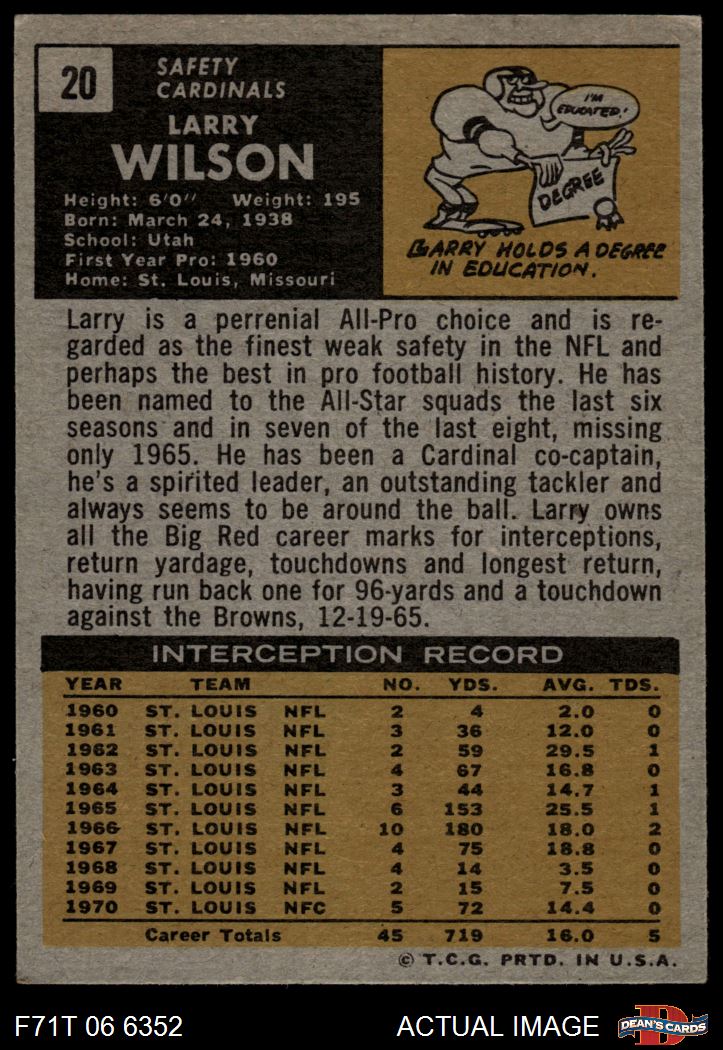 20
SAFETY
CARDINALS
LARRY
WILSON
Height: 6'0" Weight: 195
Born: March 24, 1938
School: Utah
First Year Pro: 1960
Home: St. Louis, Missouri
I'M
EDUCATED!
DEGREE
LARRY HOLDS A DEGREE
IN EDUCATION.
Larry is a perrenial All-Pro choice and is re-
garded as the finest weak safety in the NFL and
perhaps the best in pro football history. He has
been named to the All-Star squads the last six
seasons and in seven of the last eight, missing
only 1965. He has been a Cardinal co-captain,
he's a spirited leader, an outstanding tackler and
always seems to be around the ball. Larry owns
all the Big Red career marks for interceptions,
return yardage, touchdowns and longest return,
having run back one for 96-yards and a touchdown
against the Browns, 12-19-65.
INTERCEPTION RECORD
YEAR TEAM NO. YDS. AVG. TDS.
1960 ST. LOUIS NFL 2 4 2.0 0
1961 ST. LOUIS NFL 3 36 12.0 0
1962 ST. LOUIS NFL 2 59 29.5 1
1963 ST. LOUIS NFL 4 67 16.8 0
1964 ST. LOUIS NFL 3 44 14.7 1
1965 ST. LOUIS NFL 6 153 25.5 1
1966 ST. LOUIS NFL 10 180 18.0 2
1967 ST. LOUIS NFL 4 75 18.8 0
1968 ST. LOUIS NFL 4 14 3.5 0
1969 ST. LOUIS NFL 2 15 7.5 0
1970 ST. LOUIS NFC 5 72 14.4 0
Career Totals 45 719 16.0 5
© T.C.G. PRTD. IN U.S.A.
F71T 06 6352 ACTUAL IMAGE D DEAN'S CARDS